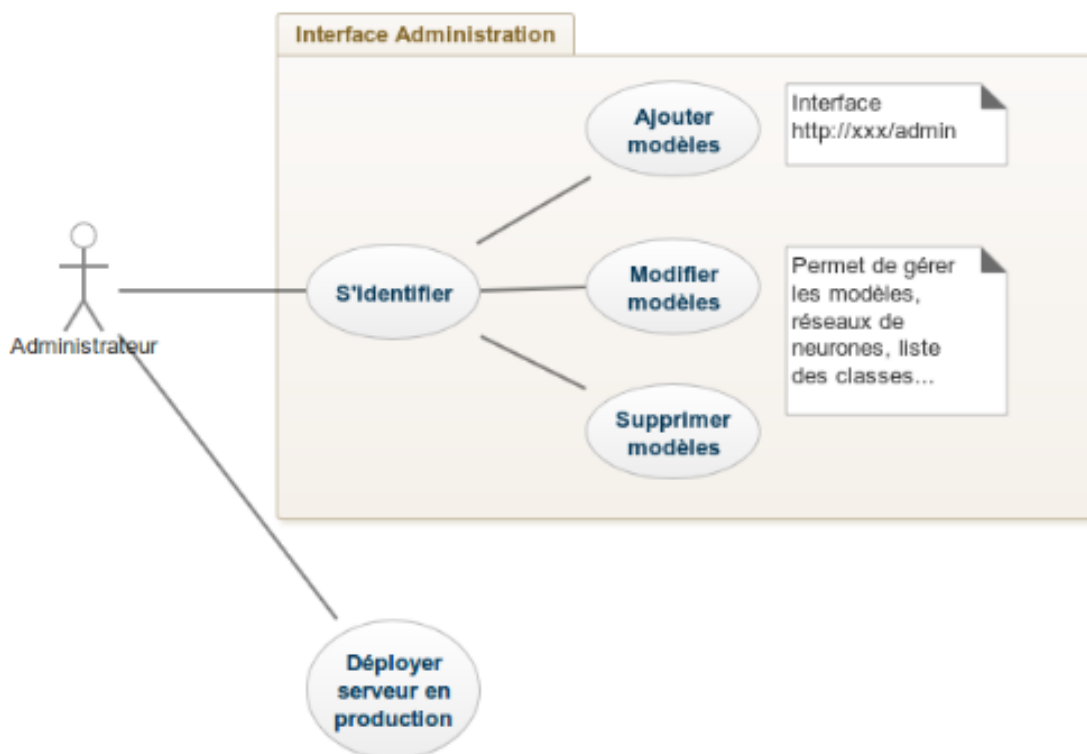 Interface Administration
Ajouter
modèles
Interface
http://xxx/admin
S'identifier
Modifier
modèles
Permet de gérer
les modèles,
réseaux de
neurones, liste
des classes...
Administrateur
Supprimer
modèles
Déployer
serveur en
production